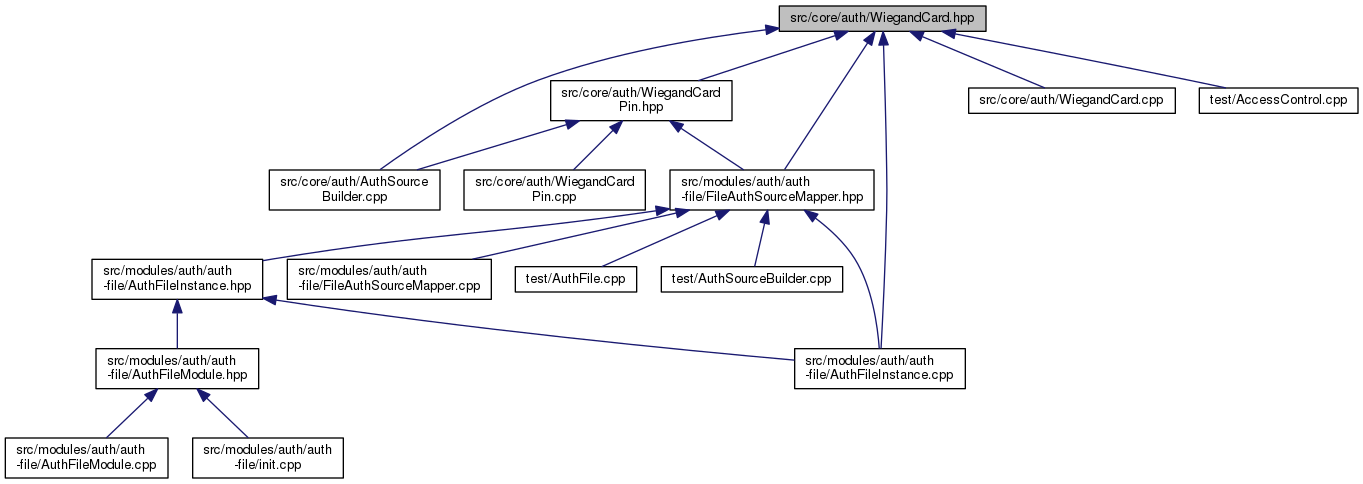 src/core/auth/WiegandCard.hpp
src/core/auth/WiegandCard
Pin.hpp
src/core/auth/WiegandCard.cpp
test/AccessControl.cpp
src/core/auth/AuthSource
Builder.cpp
src/core/auth/WiegandCard
Pin.cpp
src/modules/auth/auth
-file/FileAuthSourceMapper.hpp
src/modules/auth/auth
-file/AuthFileInstance.hpp
src/modules/auth/auth
-file/FileAuthSourceMapper.cpp
test/AuthFile.cpp
test/AuthSourceBuilder.cpp
src/modules/auth/auth
-file/AuthFileModule.hpp
src/modules/auth/auth
-file/AuthFileInstance.cpp
src/modules/auth/auth
-file/AuthFileModule.cpp
src/modules/auth/auth
-file/init.cpp